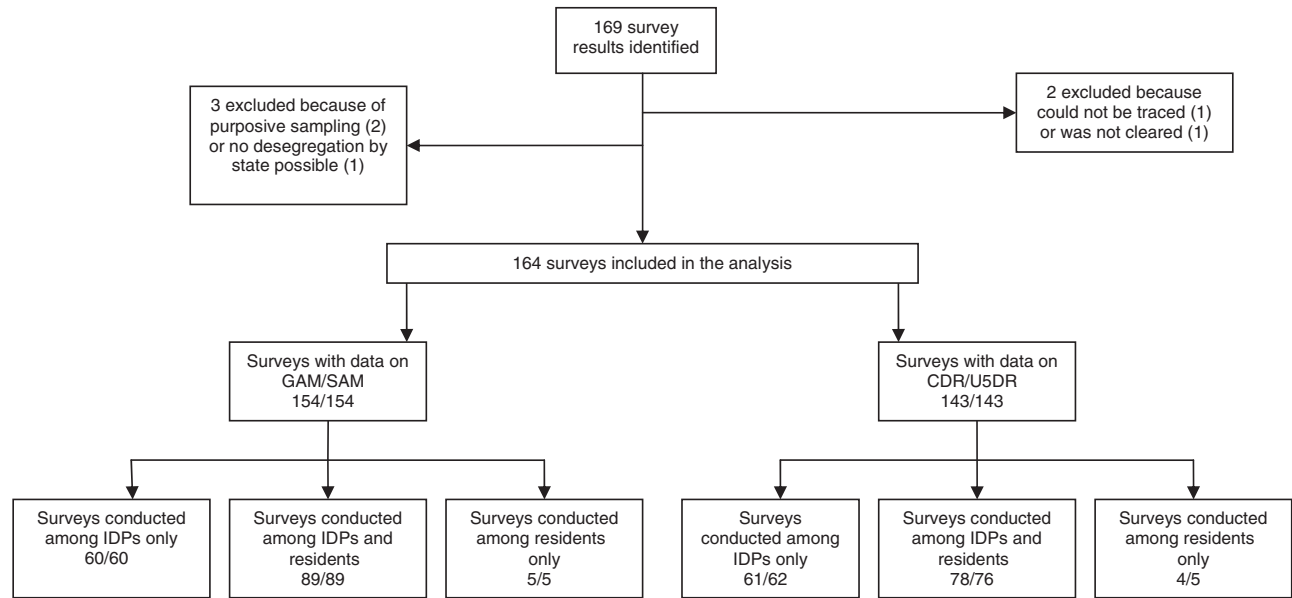 169 survey
results identified
3 excluded because of
purposive sampling (2)
or no desegregation by
state possible (1)
2 excluded because
could not be traced (1)
or was not cleared (1)
164 surveys included in the analysis
Surveys with data on
GAM/SAM
154/154
Surveys with data on
CDR/U5DR
143/143
Surveys conducted
among IDPs only
60/60
Surveys conducted
among IDPs and
residents
89/89
Surveys conducted
among residents
only
5/5
Surveys
conducted among
IDPs only
61/62
Surveys conducted
among IDPs and
residents
78/76
Surveys conducted
among residents
only
4/5